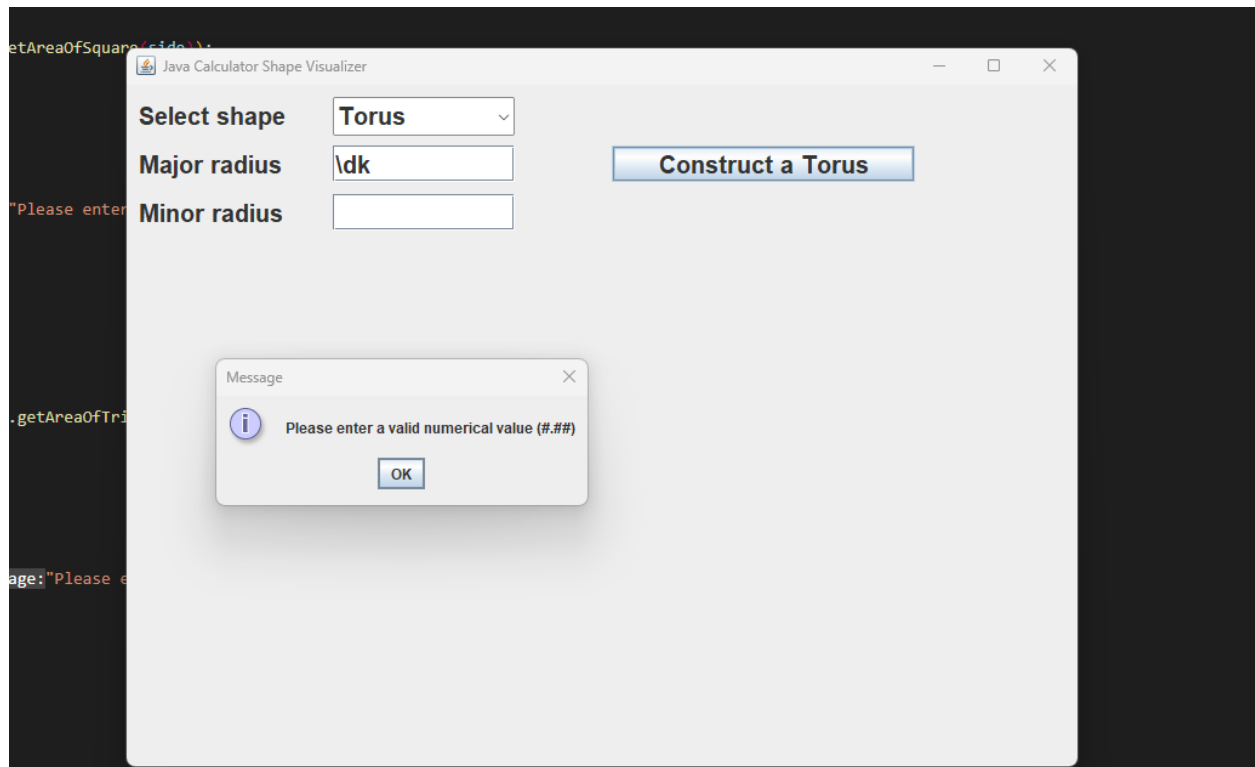 etAreaOfSquare(side));
Java Calculator Shape Visualizer
Select shape Torus
Major radius \dk Construct a Torus
"Please enter
Minor radius
Message
.getAreaOfTri
i Please enter a valid numerical value (#.##)
OK
age:"Please e